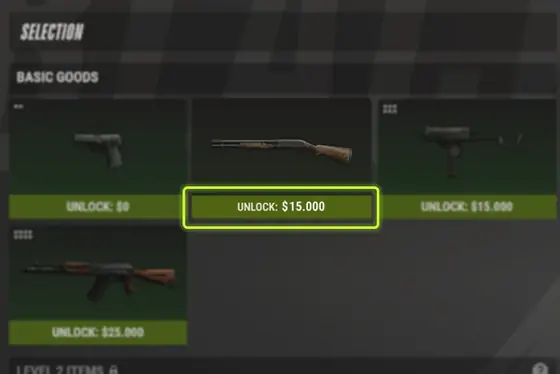 SELECTION
BASIC GOODS
UNLOCK: $0
UNLOCK: $15.000
UNLOCK: $15.000
UNLOCK: $25.000
LEVEL 2 ITEMS